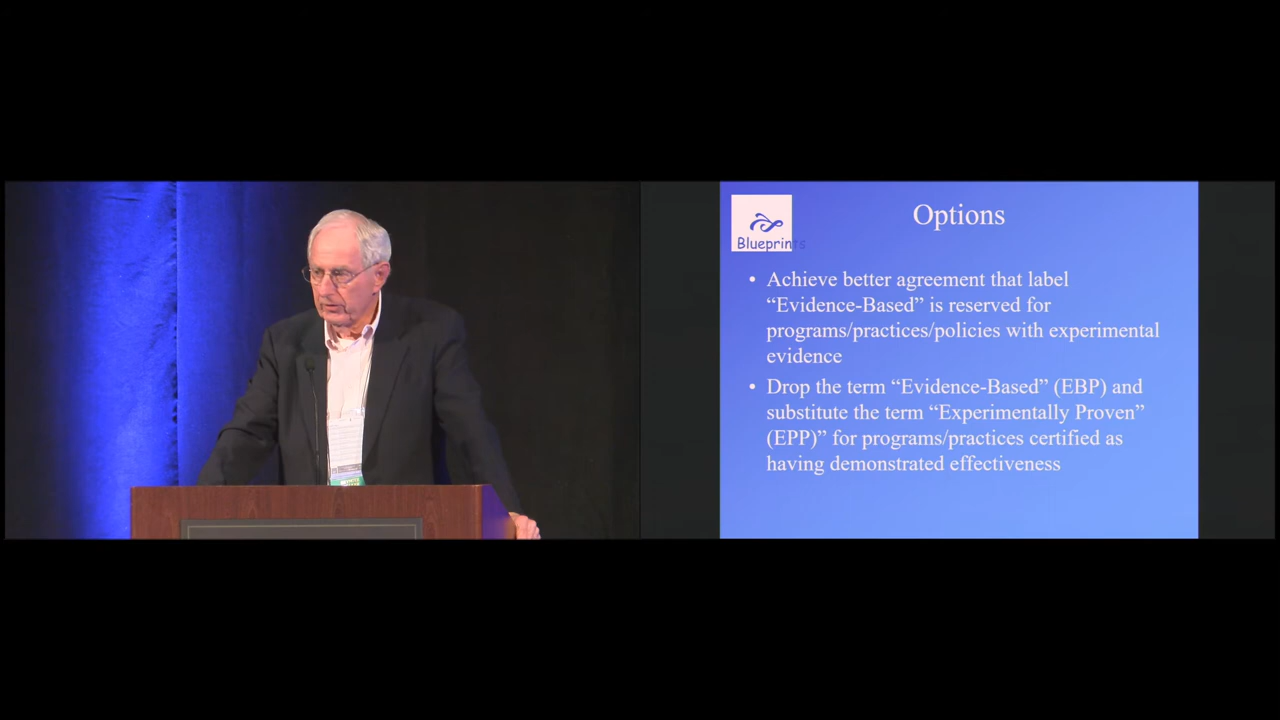 Blueprints
Options
• Achieve better agreement that label
“Evidence-Based” is reserved for
programs/practices/policies with experimental
evidence
• Drop the term “Evidence-Based” (EBP) and
substitute the term “Experimentally Proven”
(EPP)” for programs/practices certified as
having demonstrated effectiveness